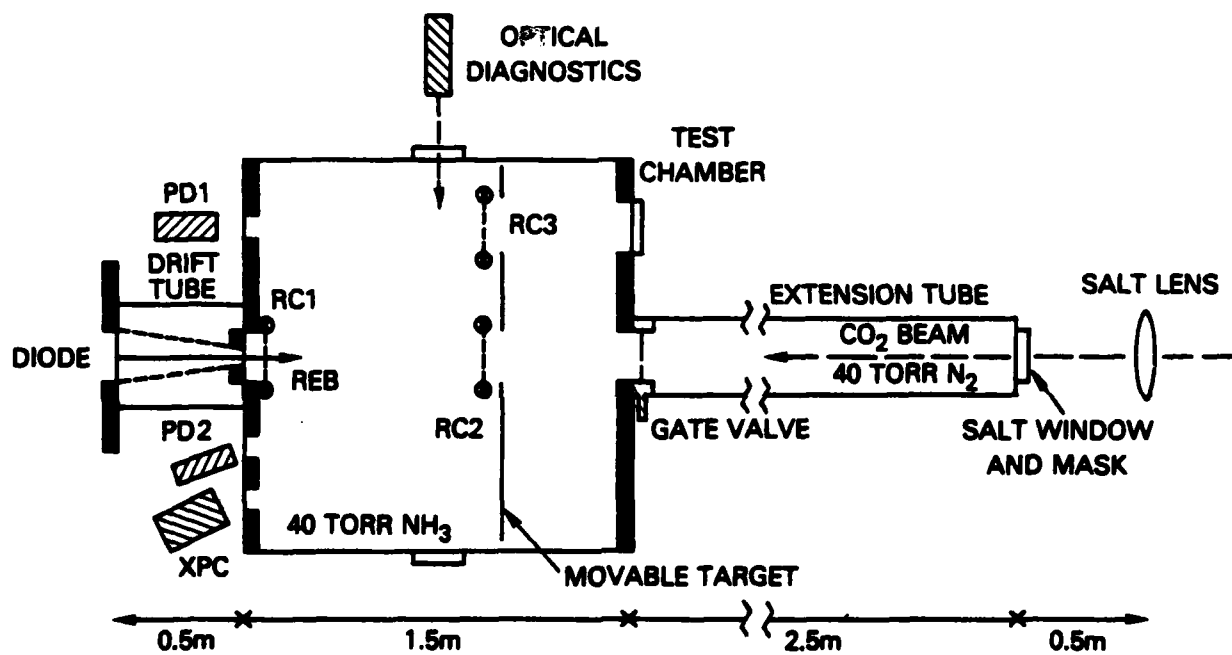 OPTICAL
DIAGNOSTICS
TEST
CHAMBER
PD1
DRIFT
TUBE
RC1
RC3
EXTENSION TUBE
SALT LENS
DIODE
REB
CO₂ BEAM
40 TORR N₂
PD2
RC2
GATE VALVE
SALT WINDOW
AND MASK
40 TORR NH₃
XPC
MOVABLE TARGET
0.5m
1.5m
2.5m
0.5m